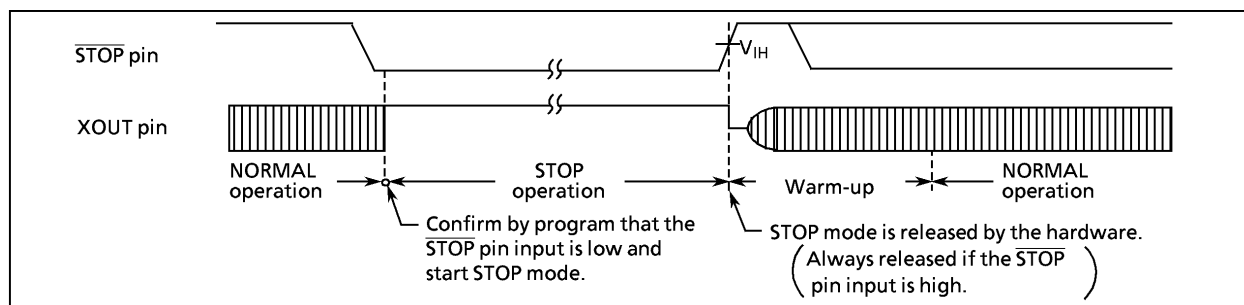 STOP pin
VIH
XOUT pin
NORMAL
operation
STOP
operation
Warm-up
NORMAL
operation
Confirm by program that the
STOP pin input is low and
start STOP mode.
STOP mode is released by the hardware.
(Always released if the STOP
pin input is high.)